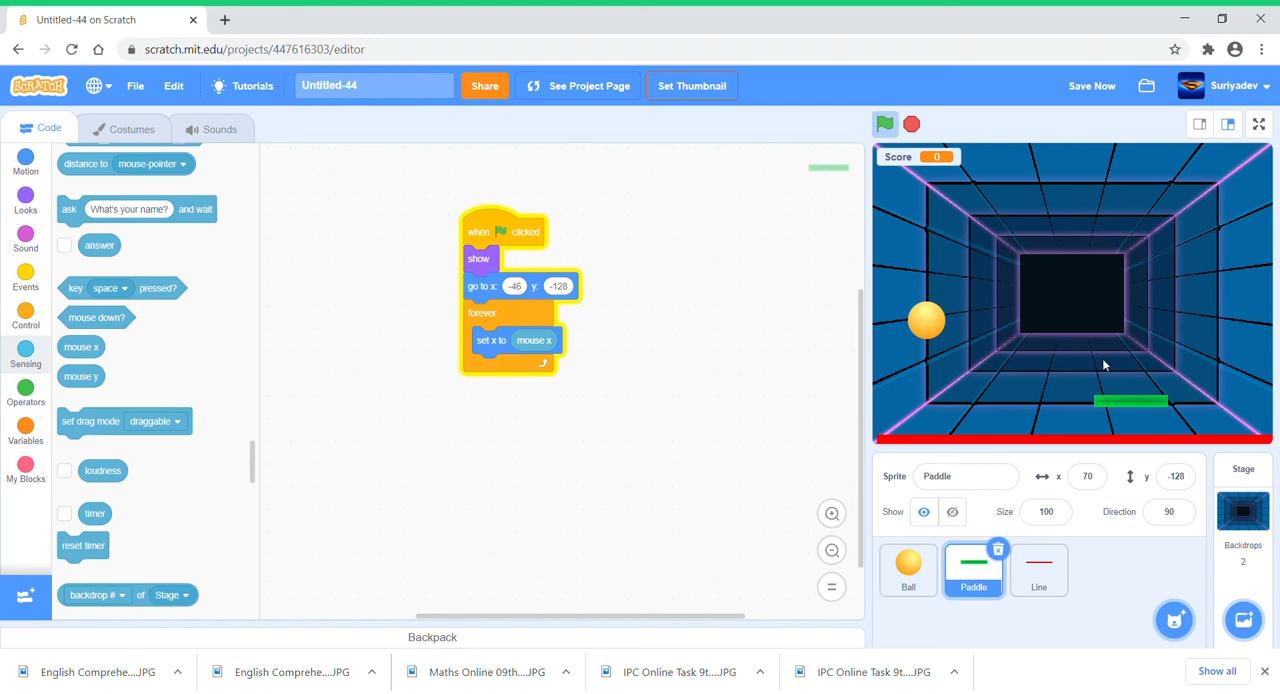 Untitled-44 on Scratch
scratch.mit.edu/projects/447616303/editor
SCRATCH File Edit Tutorials Untitled-44 Share See Project Page Set Thumbnail Save Now Suriyadev
Code Costumes Sounds
Motion
Looks
Sound
Events
Control
Sensing
Operators
Variables
My Blocks
distance to mouse-pointer
ask What's your name? and wait
answer
key space pressed?
mouse down?
mouse x
mouse y
set drag mode draggable
loudness
timer
reset timer
backdrop # of Stage
when clicked
show
go to x: -46 y: -128
forever
set x to mouse x
Score 0
Sprite Paddle x 70 y -128
Show Size 100 Direction 90
Ball
Paddle
Line
Stage
Backdrops
2
Backpack
English Comprehe....JPG
English Comprehe....JPG
Maths Online 09th....JPG
IPC Online Task 9t....JPG
IPC Online Task 9t....JPG
Show all